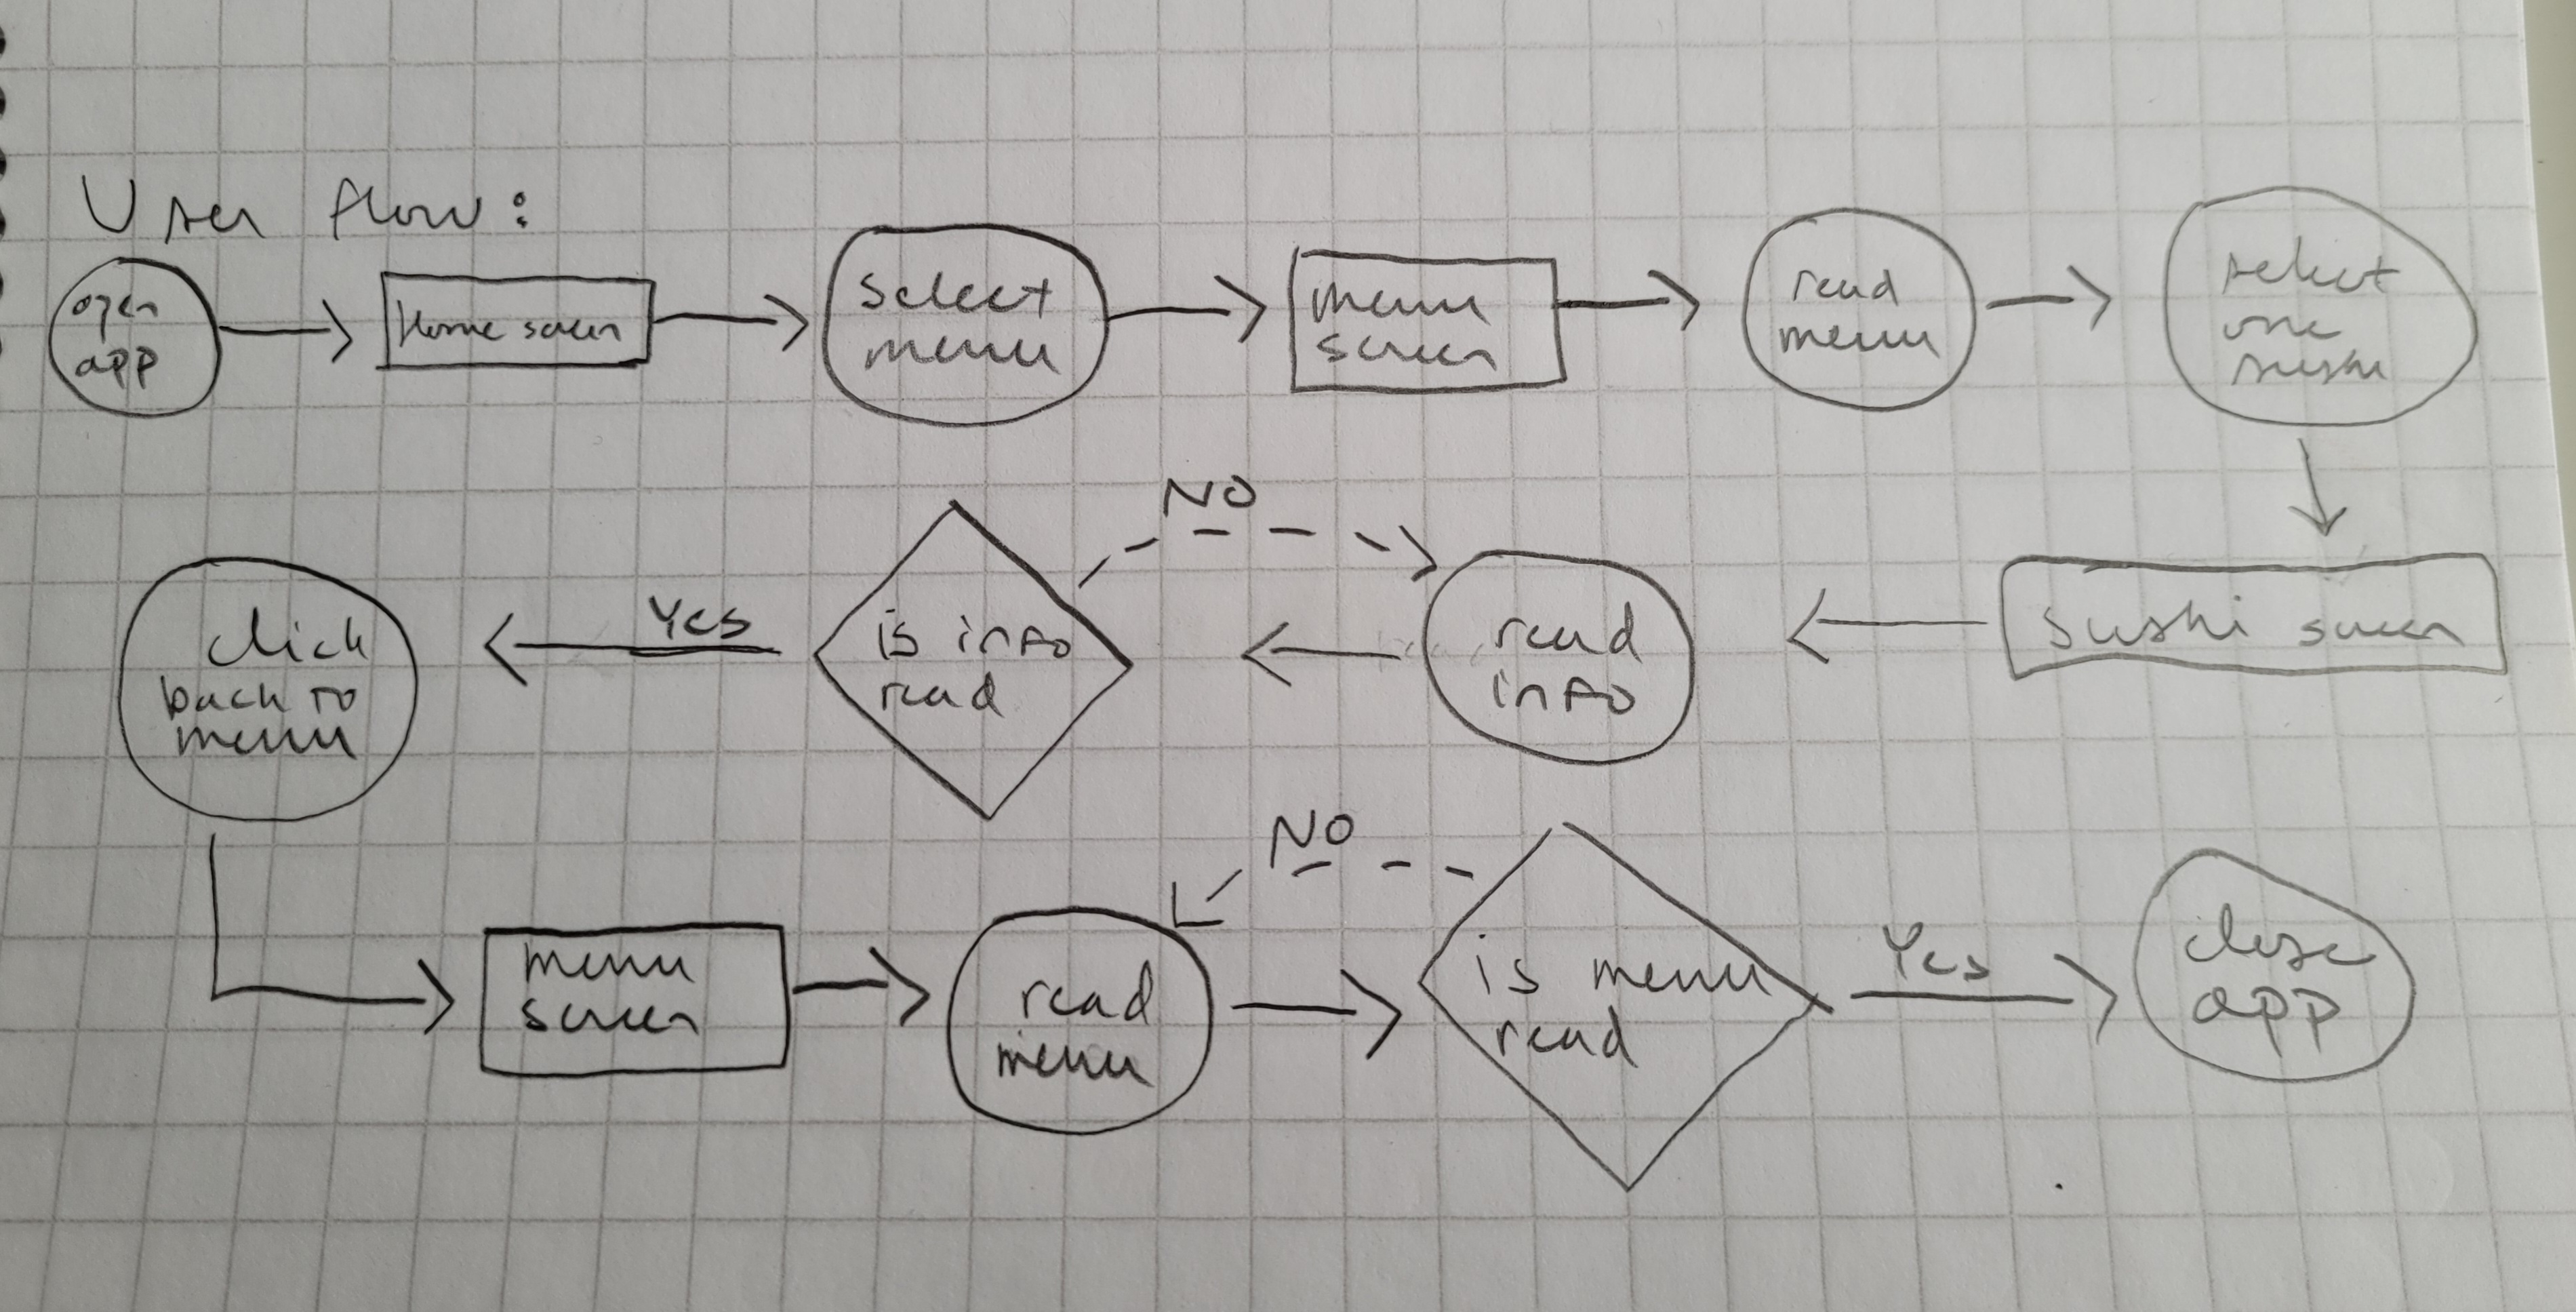 User flow:
open
app
Home screen
select
menu
menu
screen
read
menu
select
one
sushi
NO
click
back to
menu
Yes
is info
read
read
info
Sushi screen
NO
menu
screen
read
menu
is menu
read
Yes
close
app